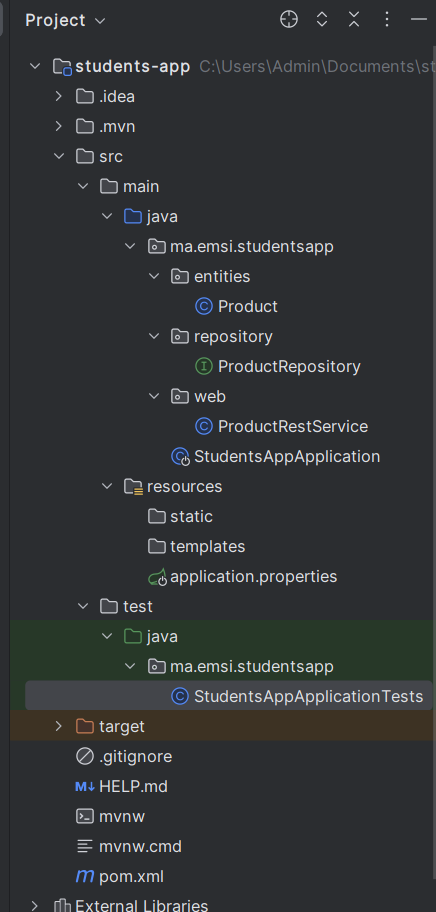 Project
students-app C:\Users\Admin\Documents\st
.idea
.mvn
src
main
java
ma.emsi.studentsapp
entities
Product
repository
ProductRepository
web
ProductRestService
StudentsAppApplication
resources
static
templates
application.properties
test
java
ma.emsi.studentsapp
StudentsAppApplicationTests
target
.gitignore
HELP.md
mvnw
mvnw.cmd
pom.xml
External Libraries